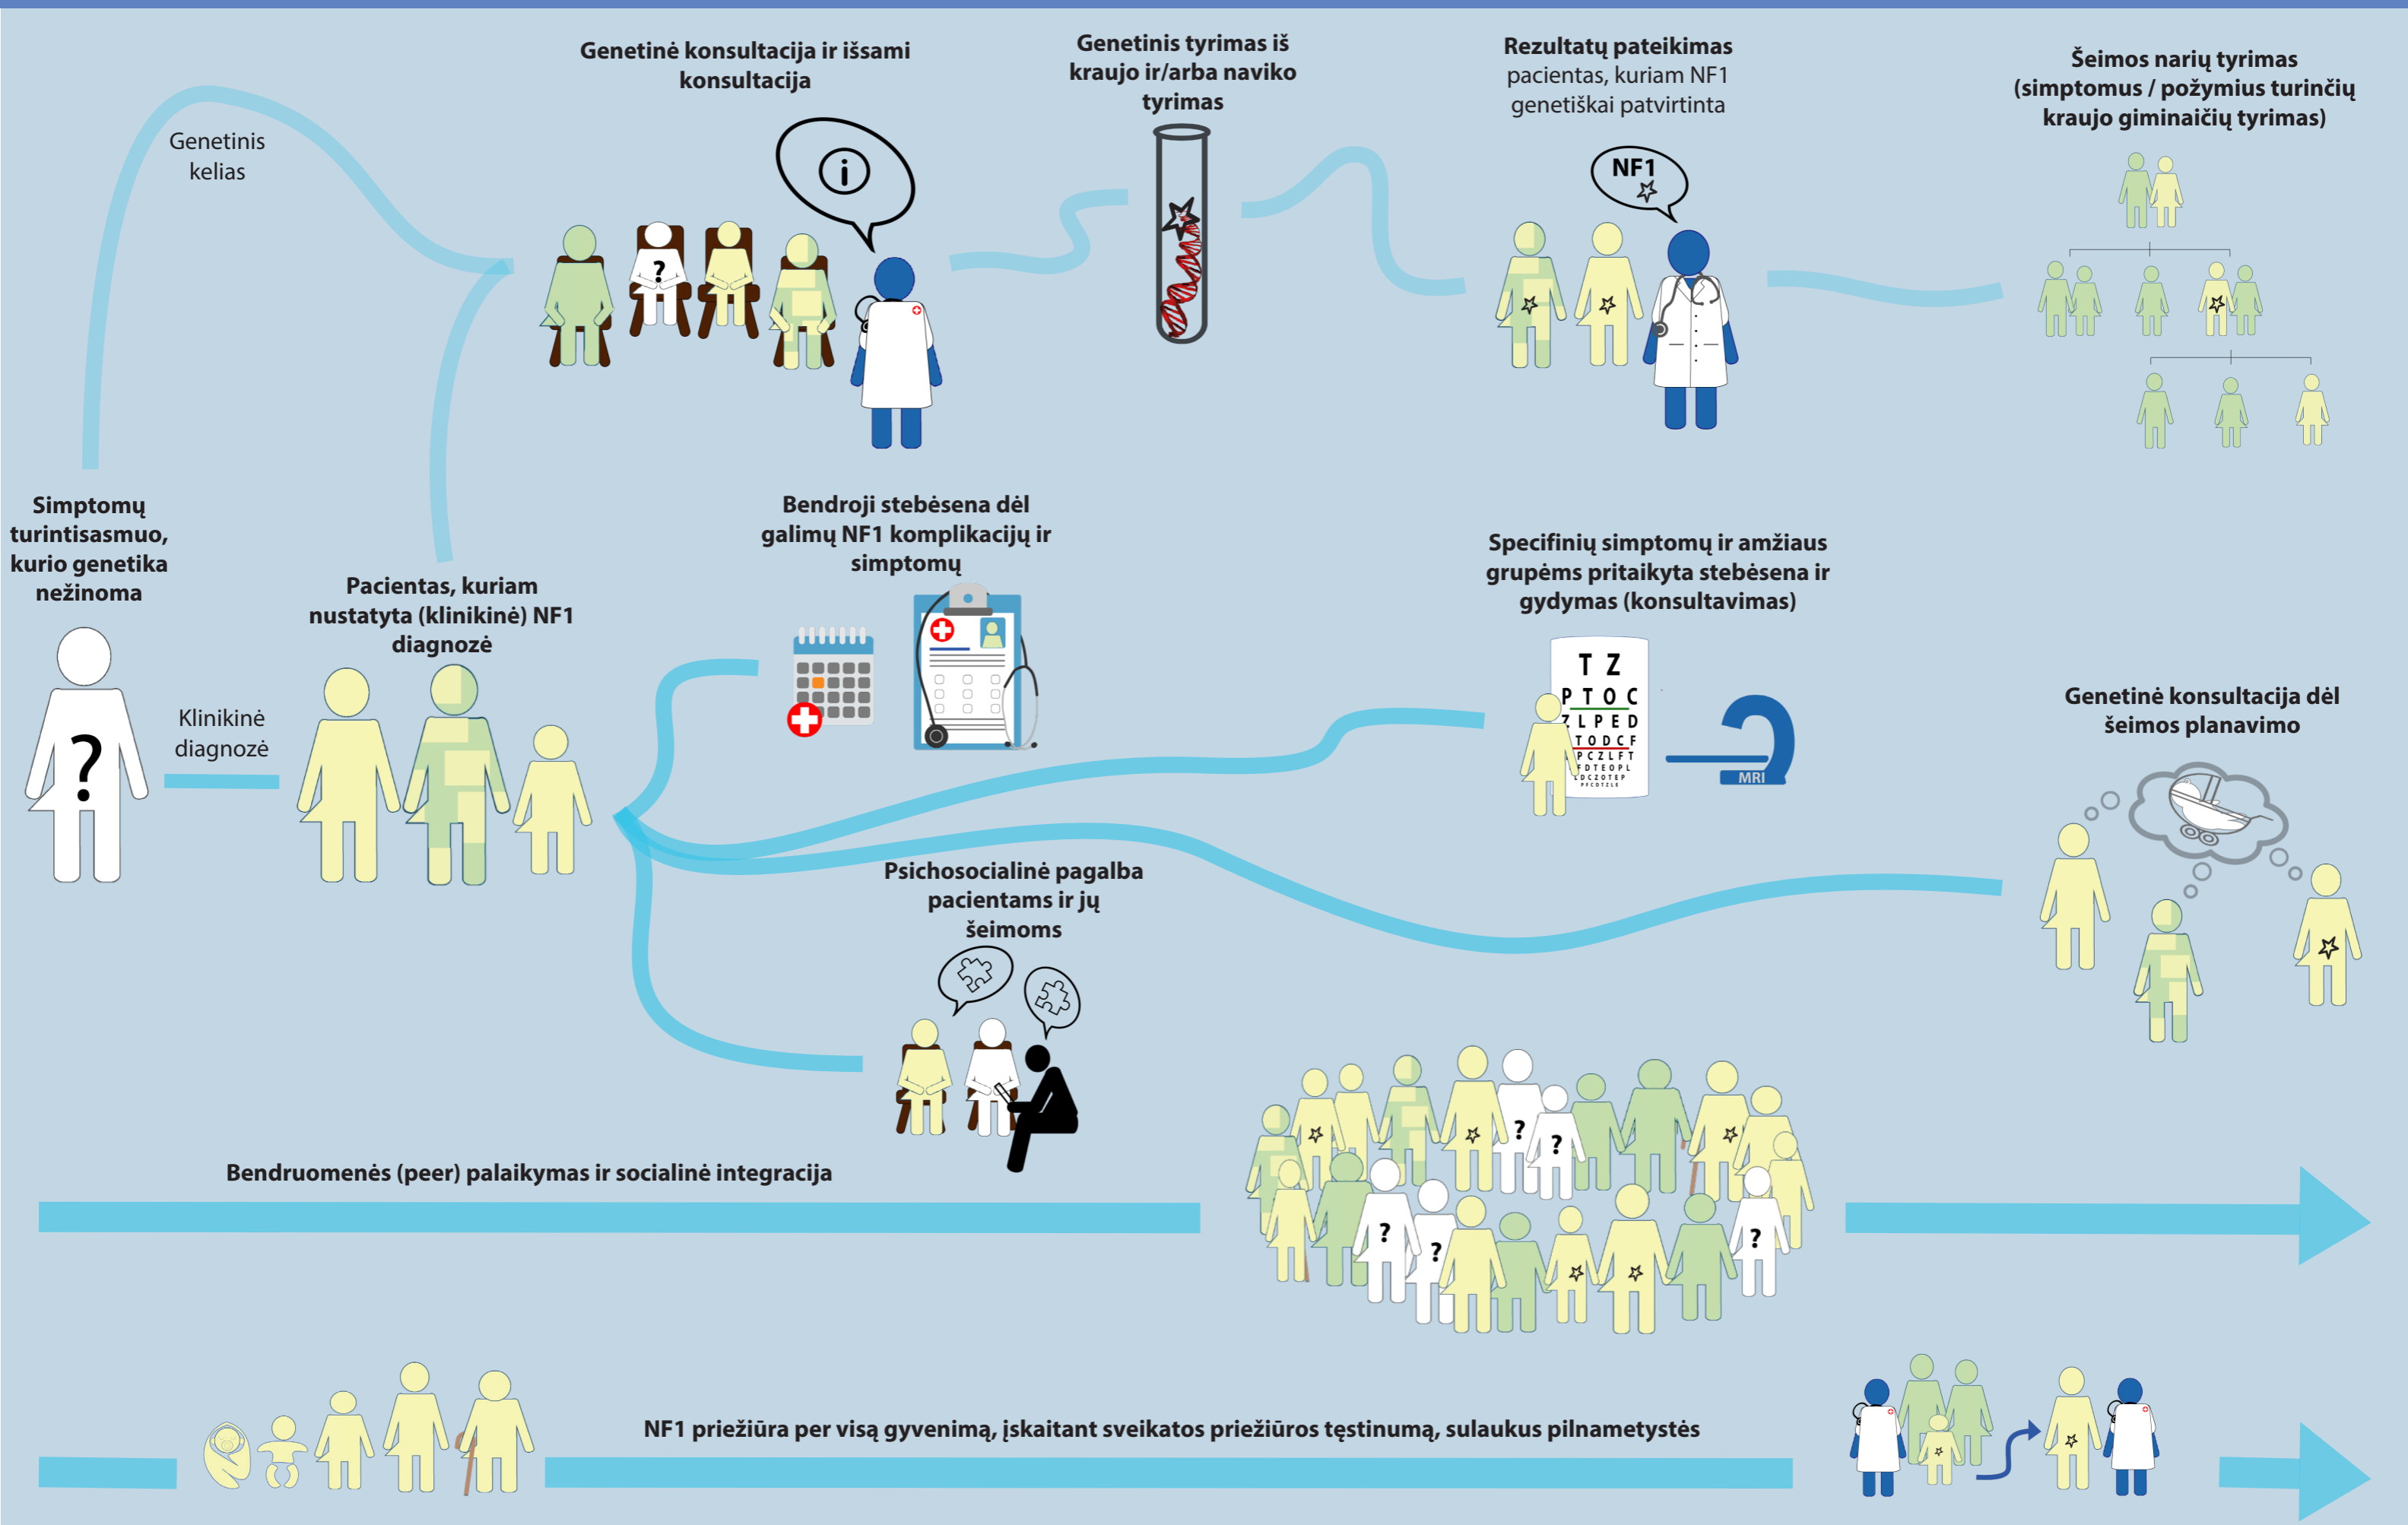 Genetinė konsultacija ir išsami
konsultacija
Genetinis tyrimas iš
kraujo ir/arba naviko
tyrimas
Rezultatų pateikimas
pacientas, kuriam NF1
genetiškai patvirtinta
Šeimos narių tyrimas
(simptomus / požymius turinčių
kraujo giminaičių tyrimas)
Genetinis
kelias
i
?
NF1
Simptomų
turintisasmuo,
kurio genetika
nežinoma
?
Klinikinė
diagnozė
Pacientas, kuriam
nustatyta (klinikinė) NF1
diagnozė
Bendroji stebėsena dėl
galimų NF1 komplikacijų ir
simptomų
Specifinių simptomų ir amžiaus
grupėms pritaikyta stebėsena ir
gydymas (konsultavimas)
T Z
P T O C
Z L P E D
T O D C F
P C Z L F T
F D T E O P L
L D C Z O T E P
P F C O T Z L E
MRI
Genetinė konsultacija dėl
šeimos planavimo
Psichosocialinė pagalba
pacientams ir jų
šeimoms
Bendruomenės (peer) palaikymas ir socialinė integracija
?
?
?
?
?
NF1 priežiūra per visą gyvenimą, įskaitant sveikatos priežiūros tęstinumą, sulaukus pilnametystės